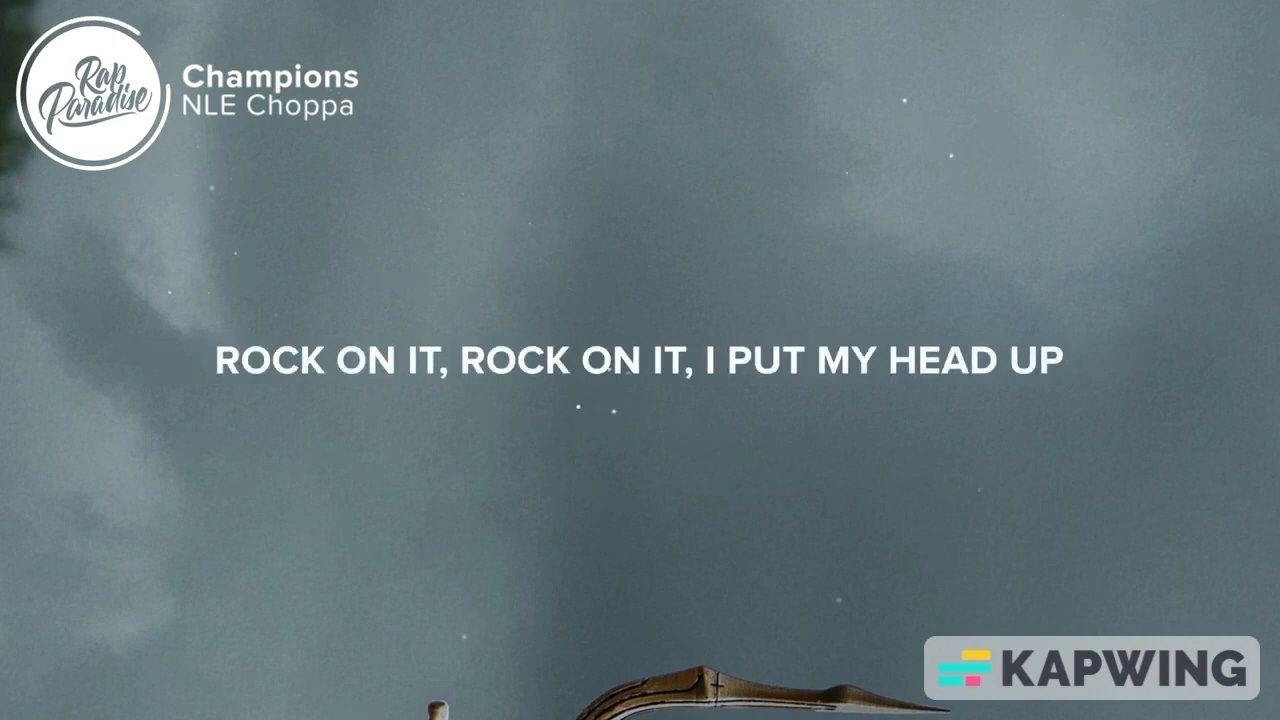 Rap
Paradise
Champions
NLE Choppa
ROCK ON IT, ROCK ON IT, I PUT MY HEAD UP
KAPWING